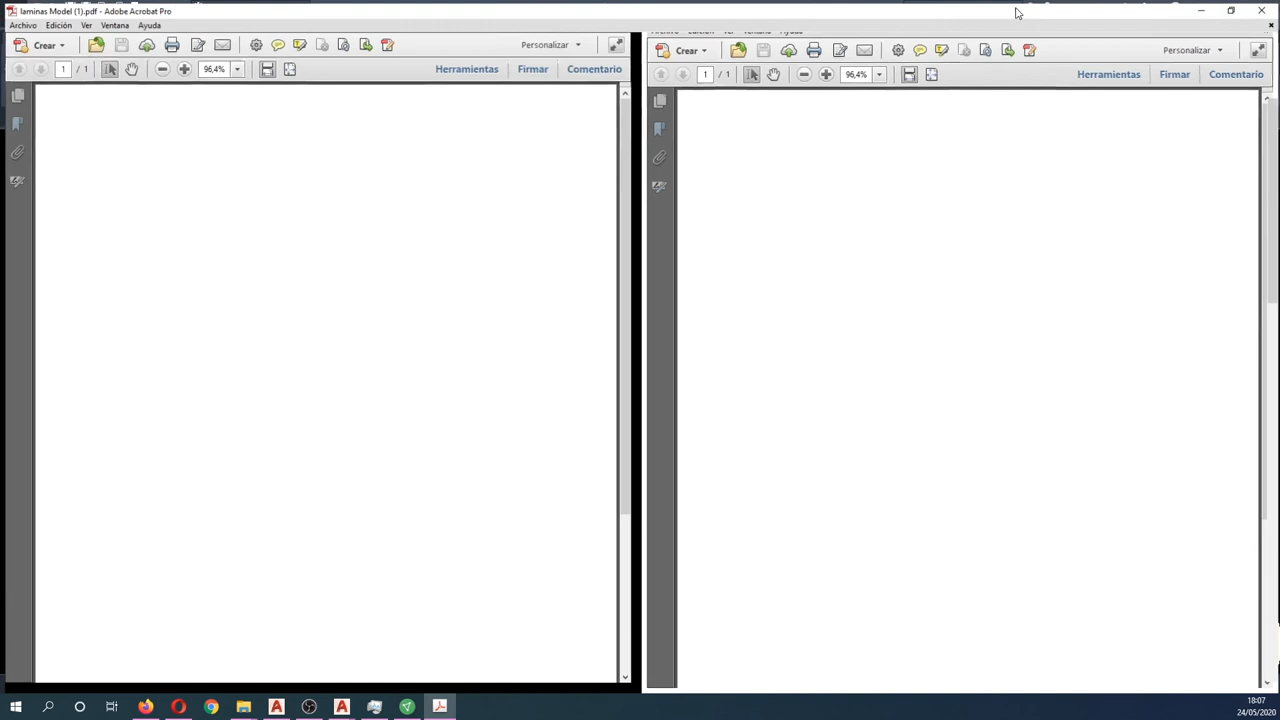 laminas Model (1).pdf - Adobe Acrobat Pro
Archivo Edición Ver Ventana Ayuda
Crear Personalizar
1 / 1 96,4% Herramientas Firmar Comentario
Crear Personalizar
1 / 1 96,4% Herramientas Firmar Comentario
18:07
24/05/2020